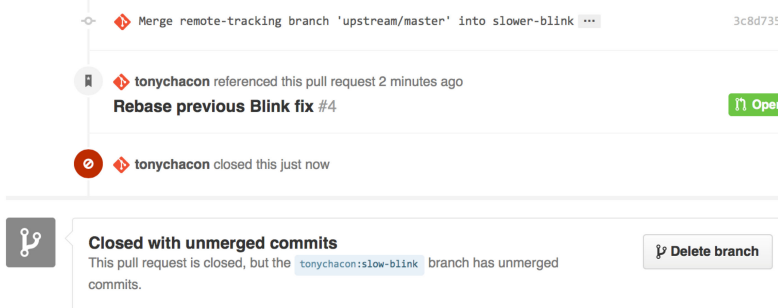 Merge remote-tracking branch 'upstream/master' into slower-blink ... 3c8d735
tonychacon referenced this pull request 2 minutes ago
Rebase previous Blink fix #4 Open
tonychacon closed this just now
Closed with unmerged commits
This pull request is closed, but the tonychacon:slow-blink branch has unmerged
commits.
Delete branch